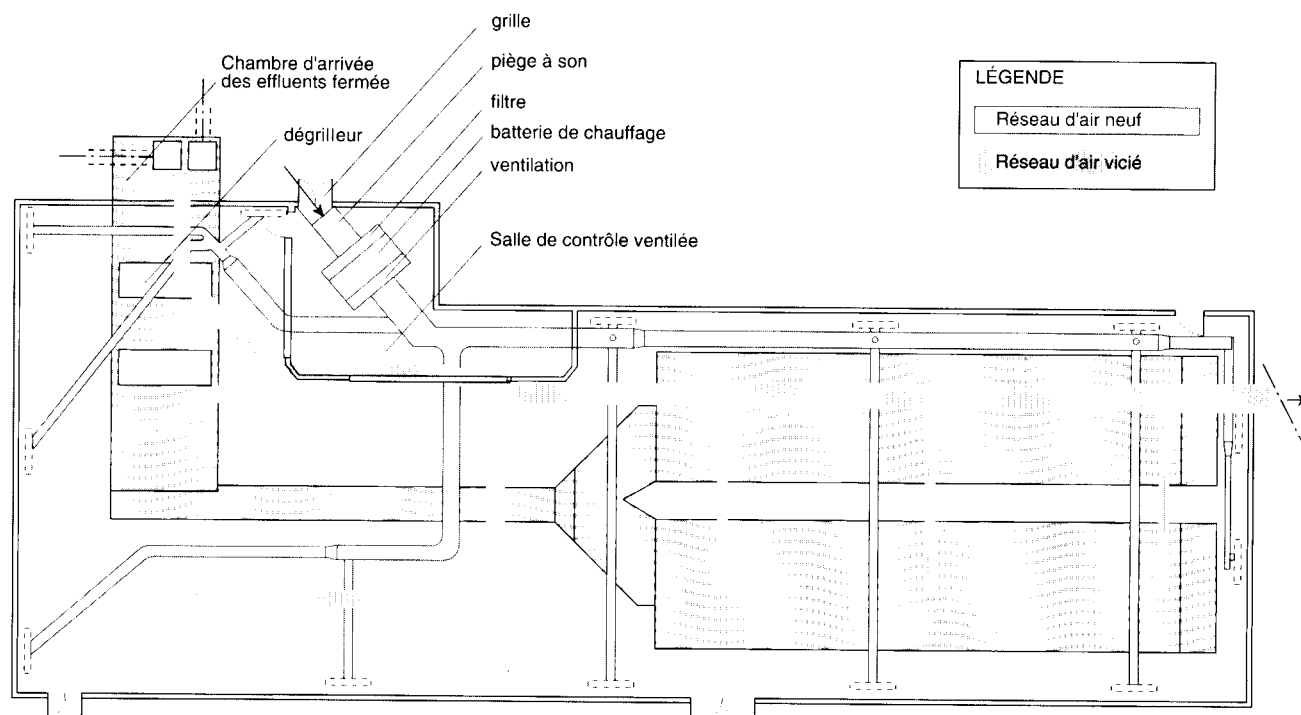 grille
Chambre d'arrivée
des effluents fermée
piège à son
filtre
dégrilleur
batterie de chauffage
ventilation
Salle de contrôle ventilée
LÉGENDE
Réseau d'air neuf
Réseau d'air vicié